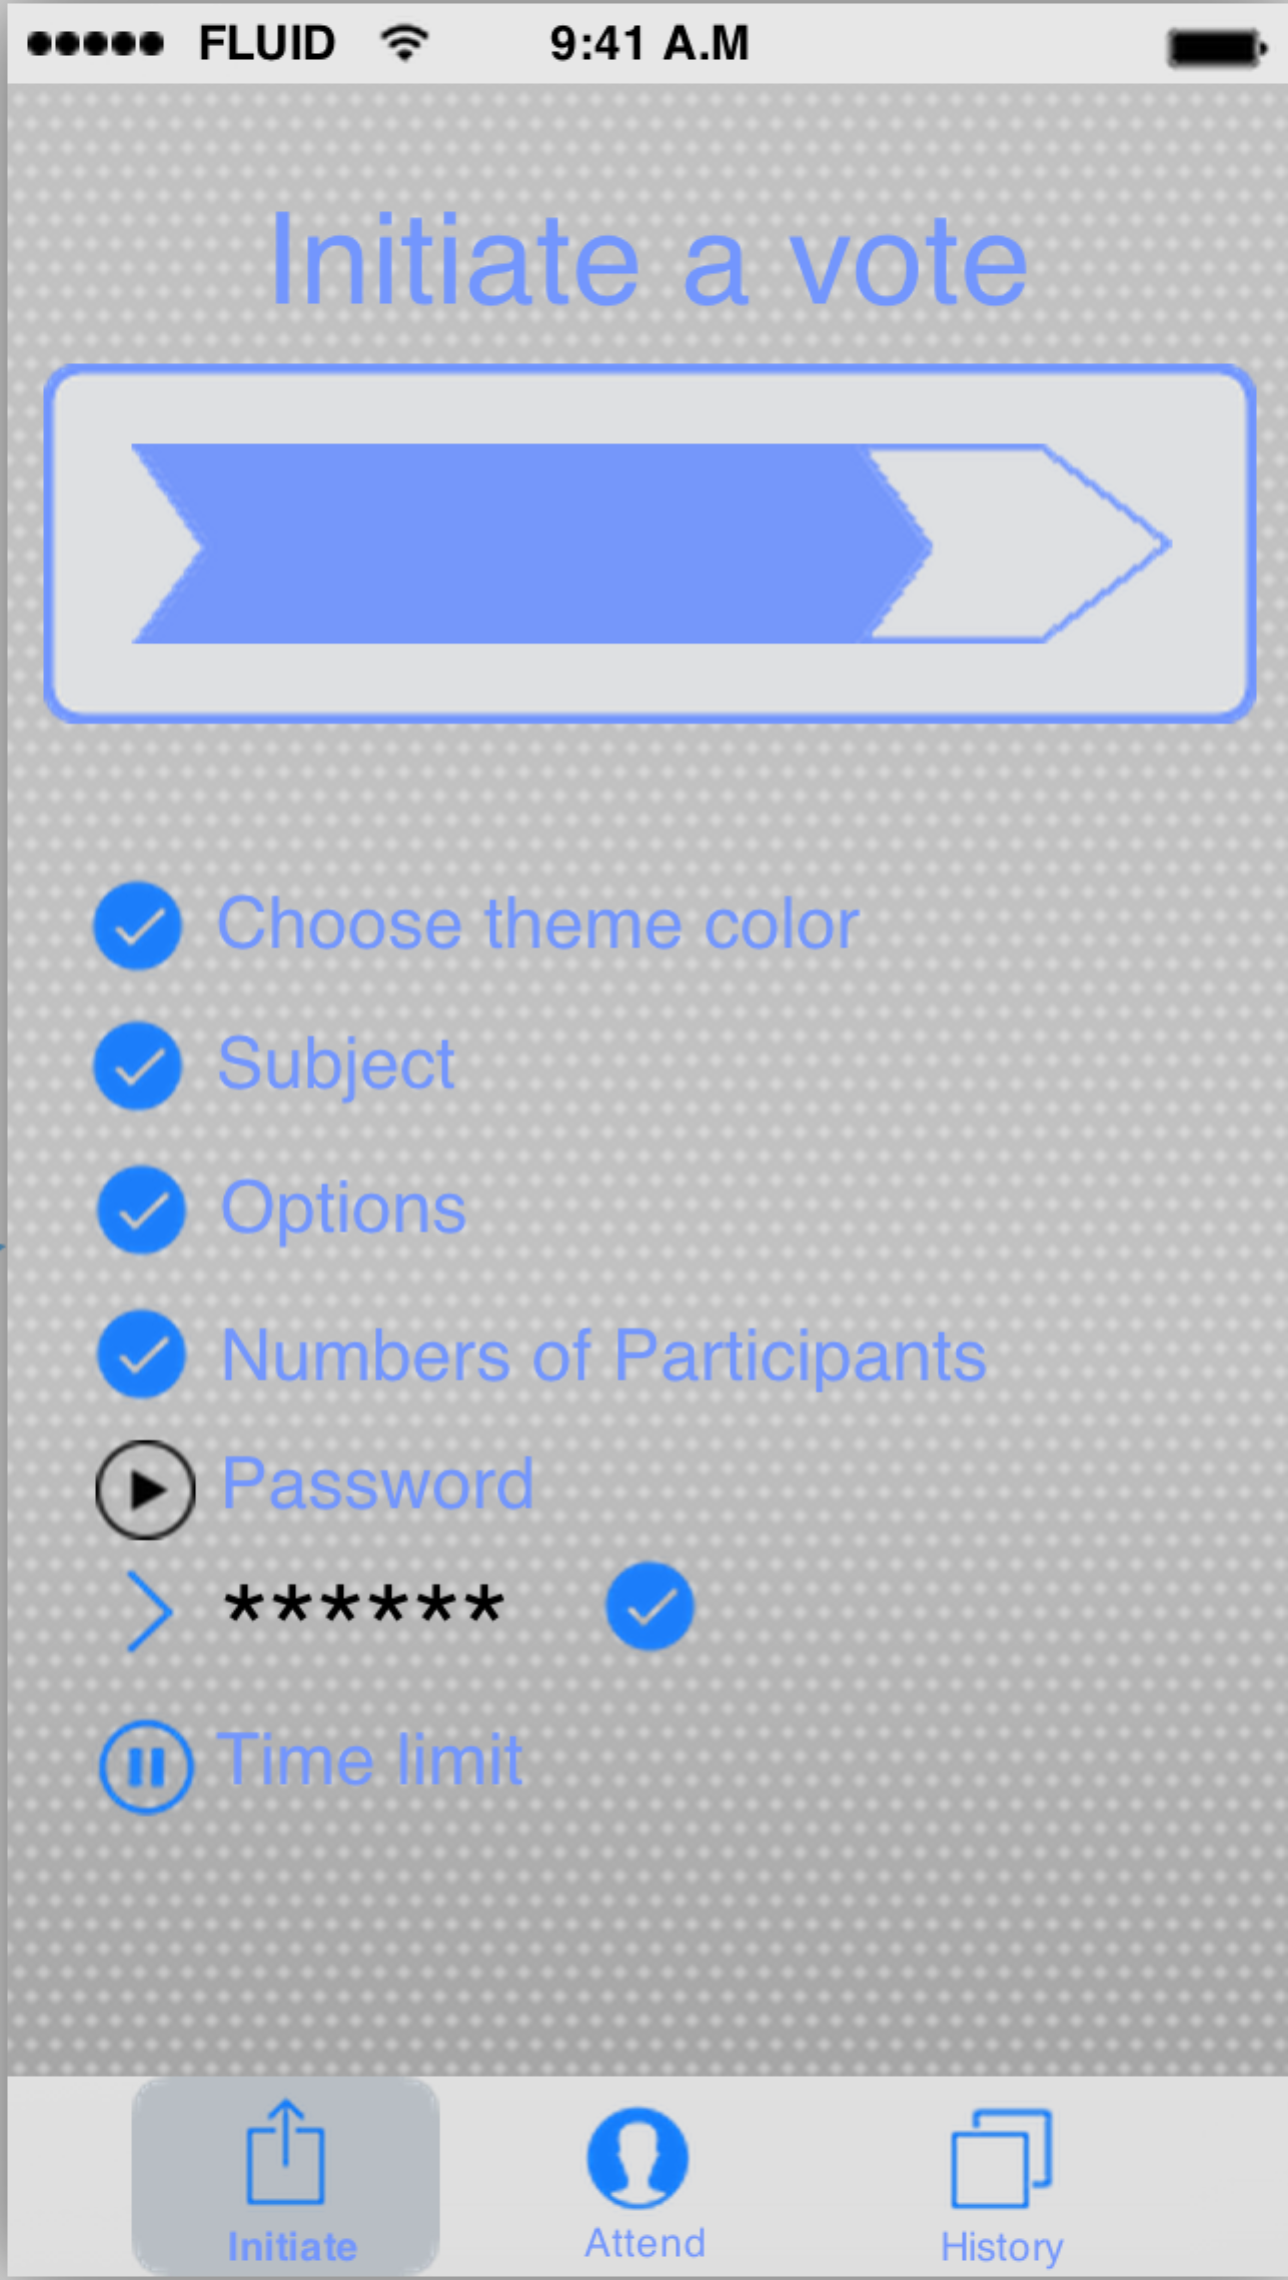 FLUID 9:41 A.M
Initiate a vote
Choose theme color
Subject
Options
Numbers of Participants
Password
******
Time limit
Initiate Attend History